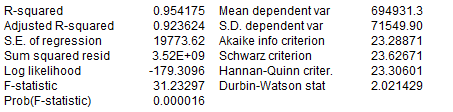 R-squared 0.954175 Mean dependent var 694931.3
Adjusted R-squared 0.923624 S.D. dependent var 71549.90
S.E. of regression 19773.62 Akaike info criterion 23.28871
Sum squared resid 3.52E+09 Schwarz criterion 23.62671
Log likelihood -179.3096 Hannan-Quinn criter. 23.30601
F-statistic 31.23297 Durbin-Watson stat 2.021429
Prob(F-statistic) 0.000016